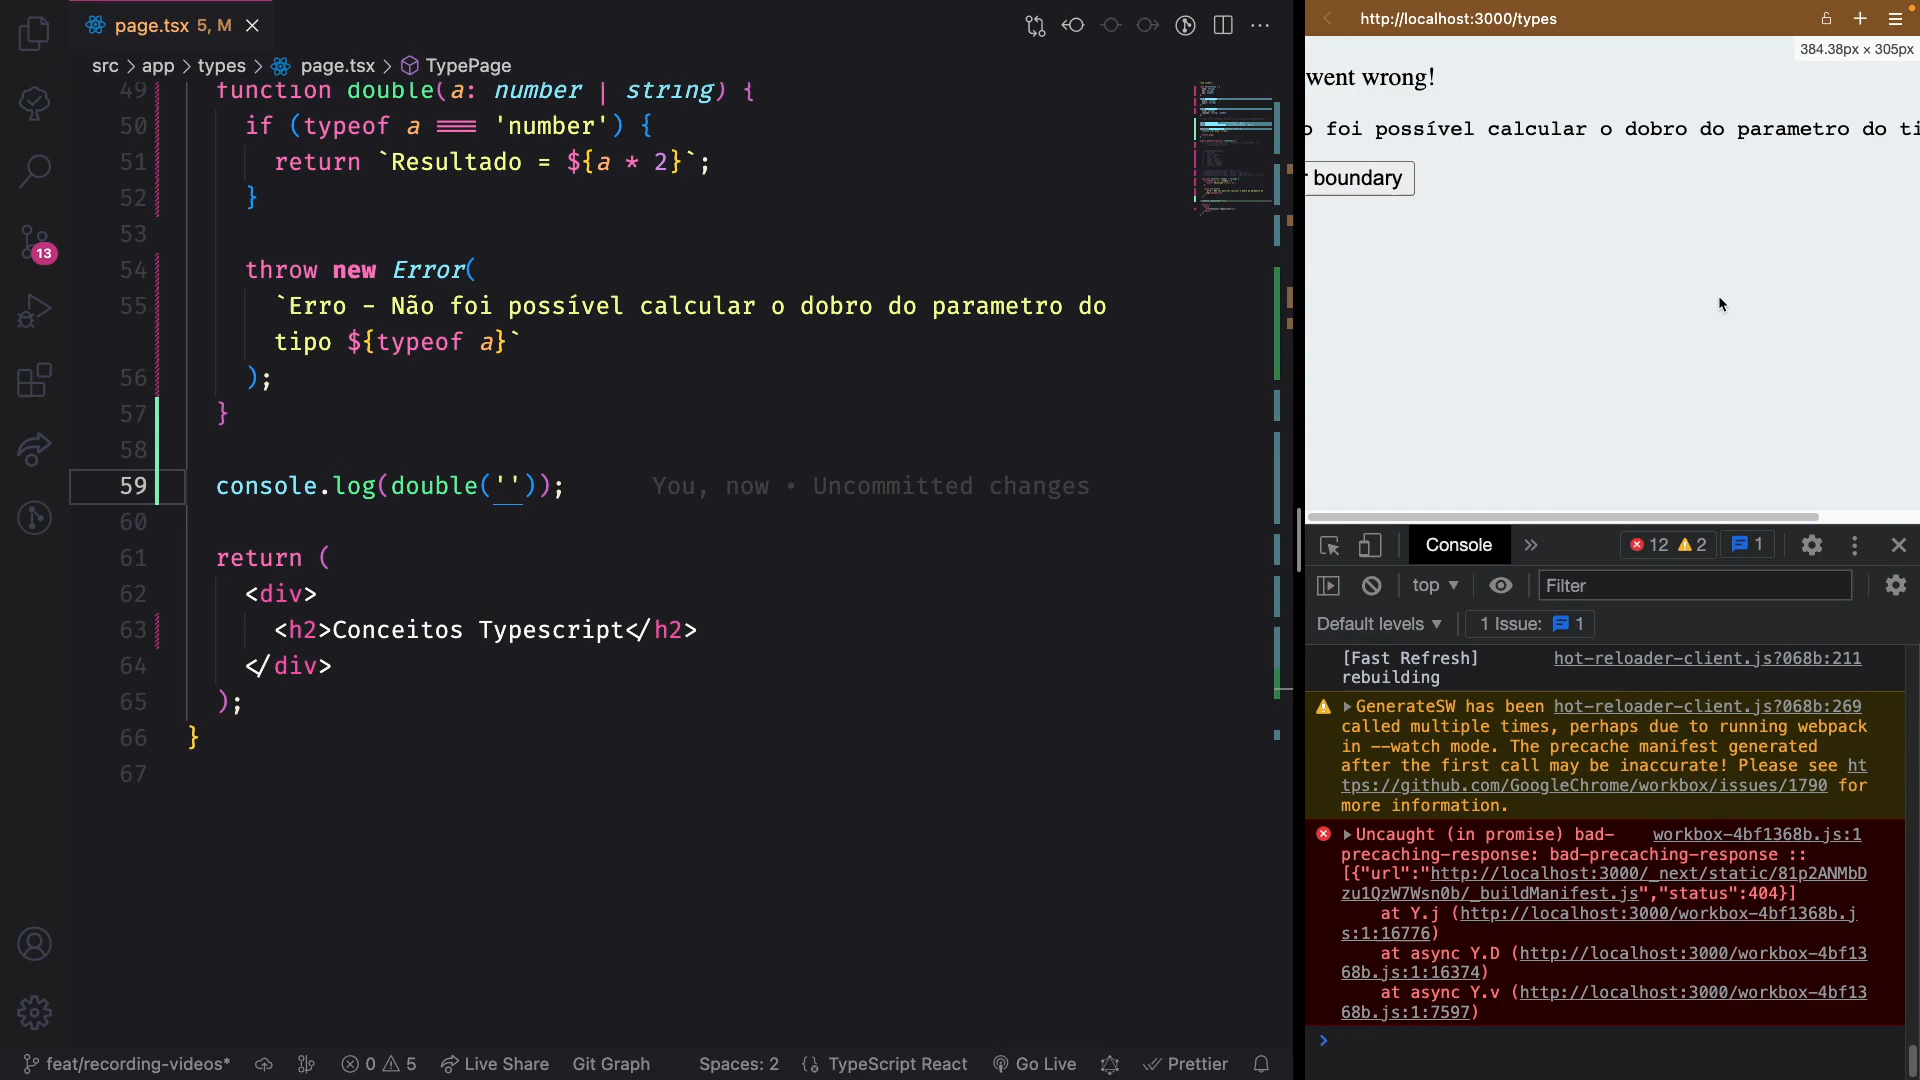 page.tsx 5, M
src > app > types > page.tsx > TypePage
49 function double(a: number | string) {
50 if (typeof a === 'number') {
51 return `Resultado = ${a * 2}`;
52 }
53
54 throw new Error(
55 `Erro - Não foi possível calcular o dobro do parametro do
tipo ${typeof a}`
56 );
57 }
58
59 console.log(double('')); You, now • Uncommitted changes
60
61 return (
62 <div>
63 <h2>Conceitos Typescript</h2>
64 </div>
65 );
66 }
67
13
feat/recording-videos* 0 5 Live Share Git Graph Spaces: 2 {} TypeScript React Go Live Prettier
http://localhost:3000/types
384.38px × 305px
went wrong!
o foi possível calcular o dobro do parametro do ti
r boundary
Console » 12 2 1
top ▼ Filter
Default levels ▼ 1 Issue: 1
[Fast Refresh] hot-reloader-client.js?068b:211
rebuilding
GenerateSW has been hot-reloader-client.js?068b:269
called multiple times, perhaps due to running webpack
in --watch mode. The precache manifest generated
after the first call may be inaccurate! Please see ht
tps://github.com/GoogleChrome/workbox/issues/1790 for
more information.
Uncaught (in promise) bad- workbox-4bf1368b.js:1
precaching-response: bad-precaching-response ::
[{"url":"http://localhost:3000/_next/static/81p2ANMbD
zu1QzW7Wsn0b/_buildManifest.js","status":404}]
at Y.j (http://localhost:3000/workbox-4bf1368b.j
s:1:16776)
at async Y.D (http://localhost:3000/workbox-4bf13
68b.js:1:16374)
at async Y.v (http://localhost:3000/workbox-4bf13
68b.js:1:7597)